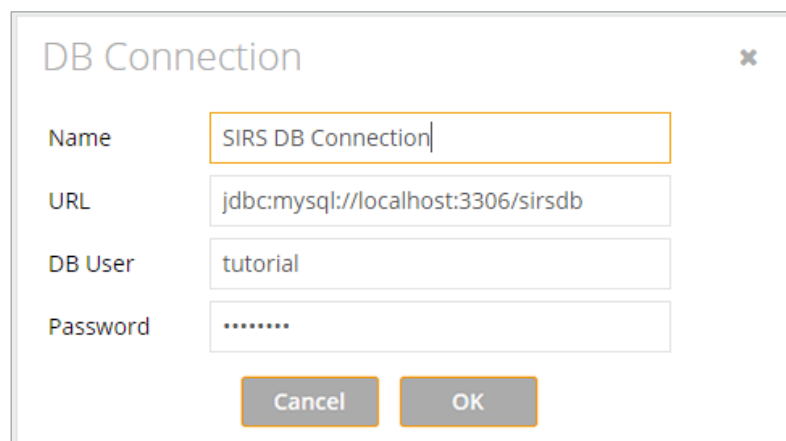 DB Connection
Name SIRS DB Connection
URL jdbc:mysql://localhost:3306/sirsdb
DB User tutorial
Password ••••••••
Cancel OK